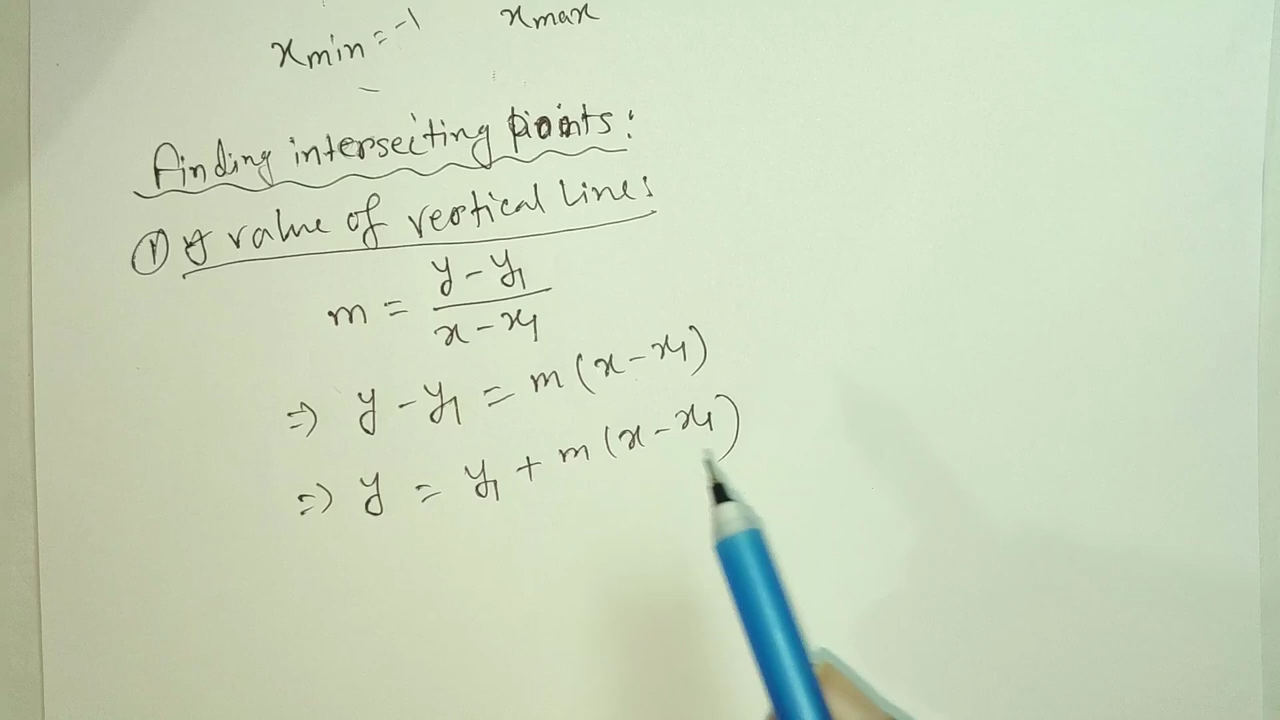 xmin = -1 xmax
finding intersecting points:
① y value of vertical lines
m = y - y1 / x - x1
=> y - y1 = m (x - x1)
=> y = y1 + m (x - x1)